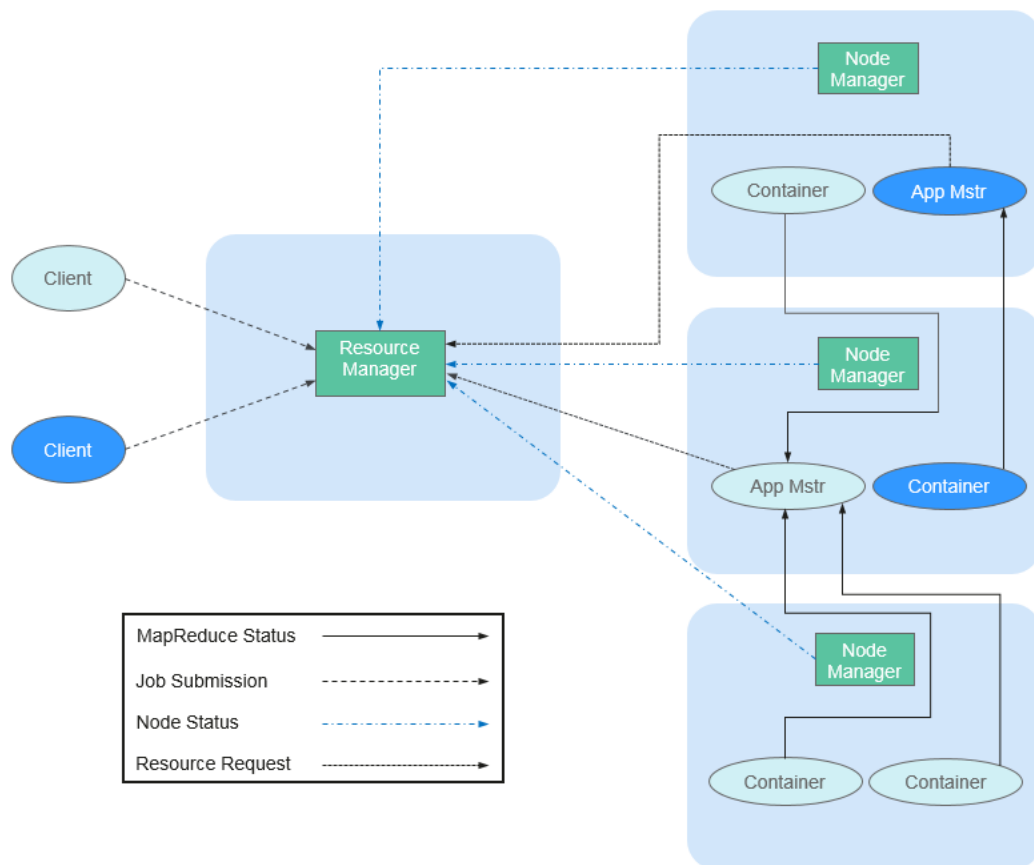 Node
Manager
Container
App Mstr
Client
Resource
Manager
Node
Manager
Client
App Mstr
Container
MapReduce Status
Job Submission
Node Status
Resource Request
Node
Manager
Container
Container